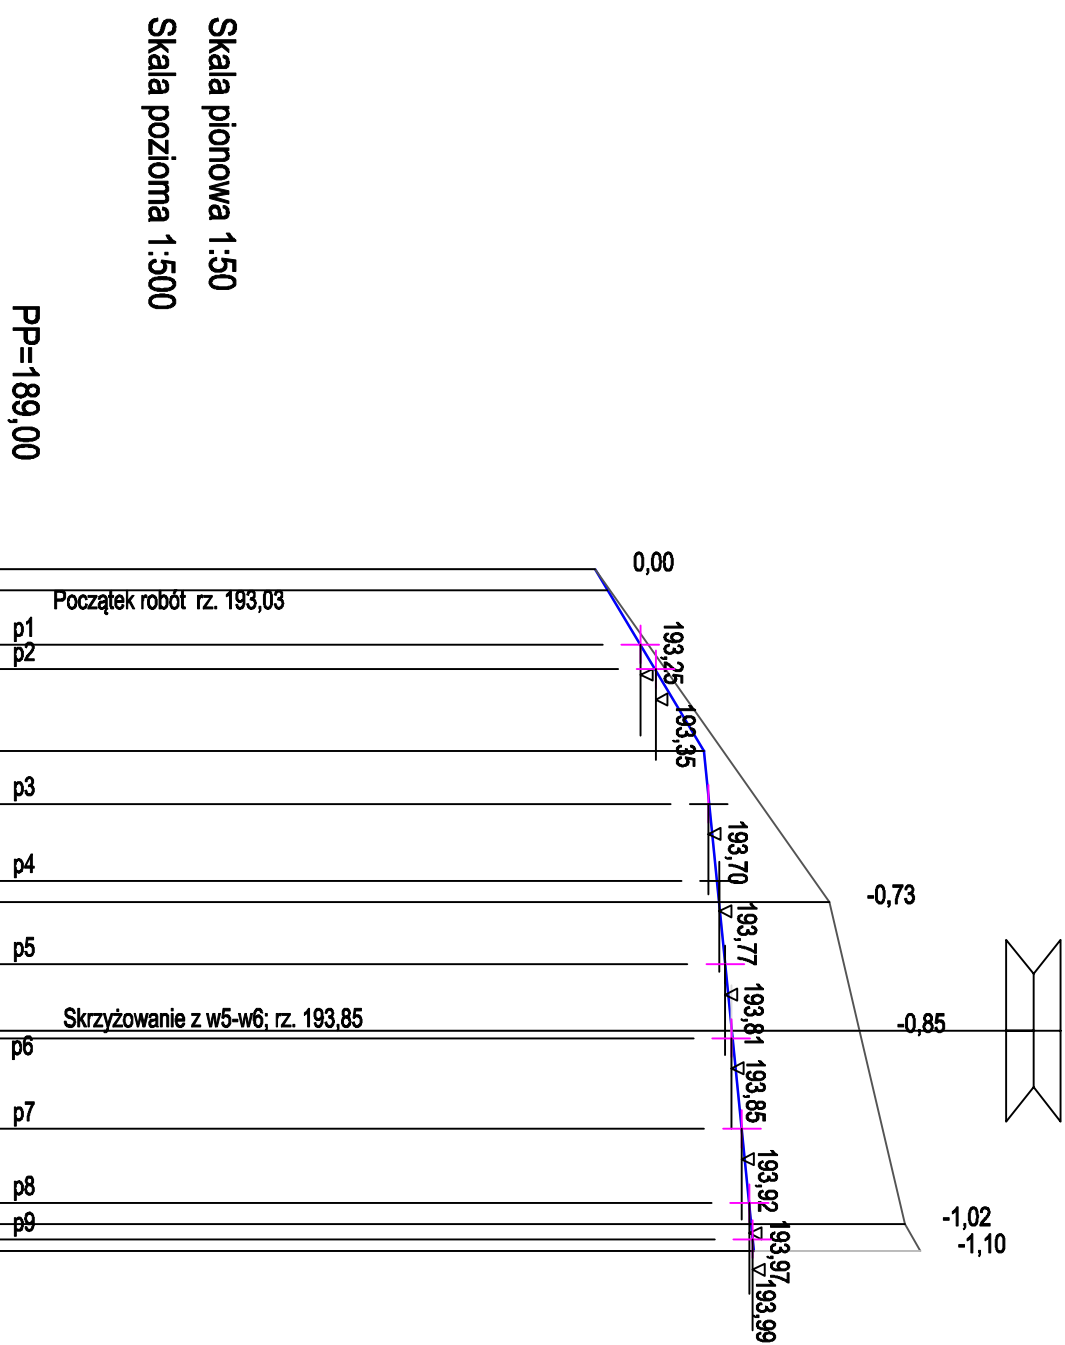 Skala pionowa 1:50
Skala pozioma 1:500
PP=189,00
0,00
Początek robót rz. 193,03
p1
193,25
p2
193,35
p3
193,70
p4
-0,73
193,77
p5
193,81
Skrzyżowanie z w5-w6; rz. 193,85
-0,85
p6
193,85
p7
193,92
p8
193,97
-1,02
p9
193,99
-1,10